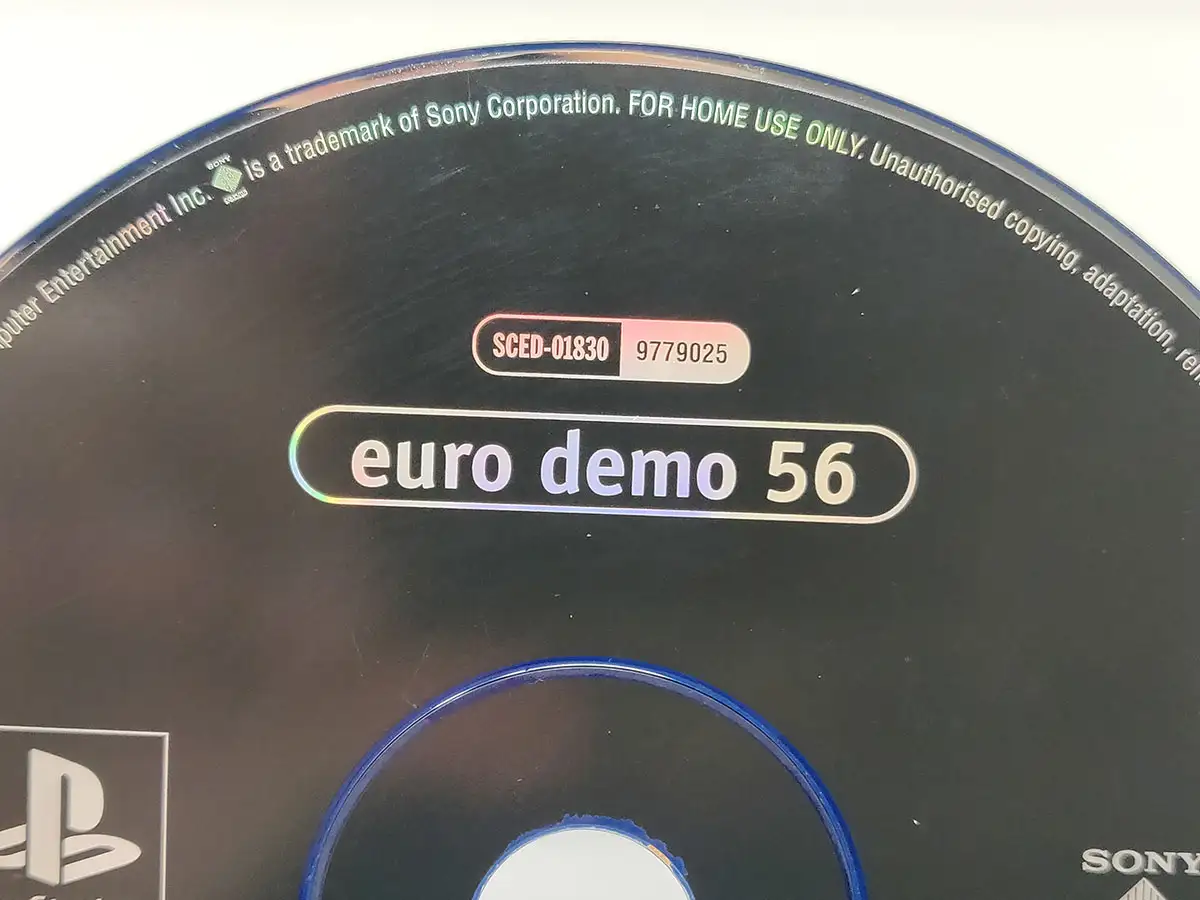 Entertainment Inc. SONY is a trademark of Sony Corporation. FOR HOME USE ONLY. Unauthorised copying, adaptation,
SCED-01830 9779025
euro demo 56
SONY